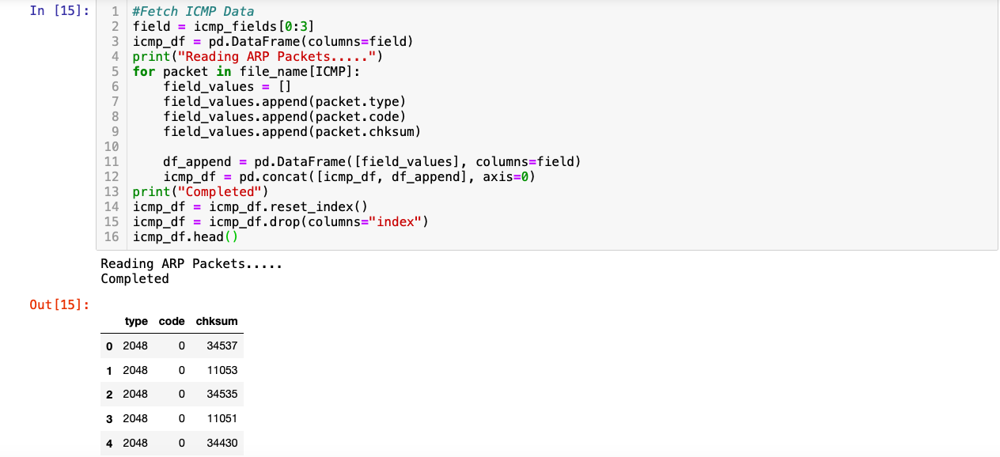 In [15]:
1 #Fetch ICMP Data
2 field = icmp_fields[0:3]
3 icmp_df = pd.DataFrame(columns=field)
4 print("Reading ARP Packets.....")
5 for packet in file_name[ICMP]:
6     field_values = []
7     field_values.append(packet.type)
8     field_values.append(packet.code)
9     field_values.append(packet.chksum)
10
11     df_append = pd.DataFrame([field_values], columns=field)
12     icmp_df = pd.concat([icmp_df, df_append], axis=0)
13 print("Completed")
14 icmp_df = icmp_df.reset_index()
15 icmp_df = icmp_df.drop(columns="index")
16 icmp_df.head()
Reading ARP Packets.....
Completed
Out[15]:
type code chksum
0 2048 0 34537
1 2048 0 11053
2 2048 0 34535
3 2048 0 11051
4 2048 0 34430